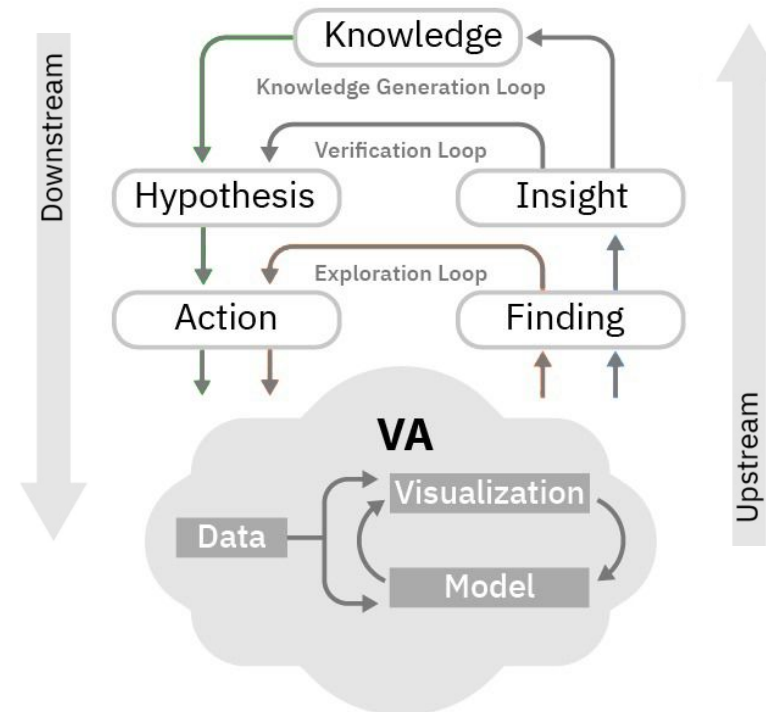 Knowledge
Knowledge Generation Loop
Downstream
Verification Loop
Hypothesis
Insight
Exploration Loop
Action
Finding
Upstream
VA
Visualization
Data
Model